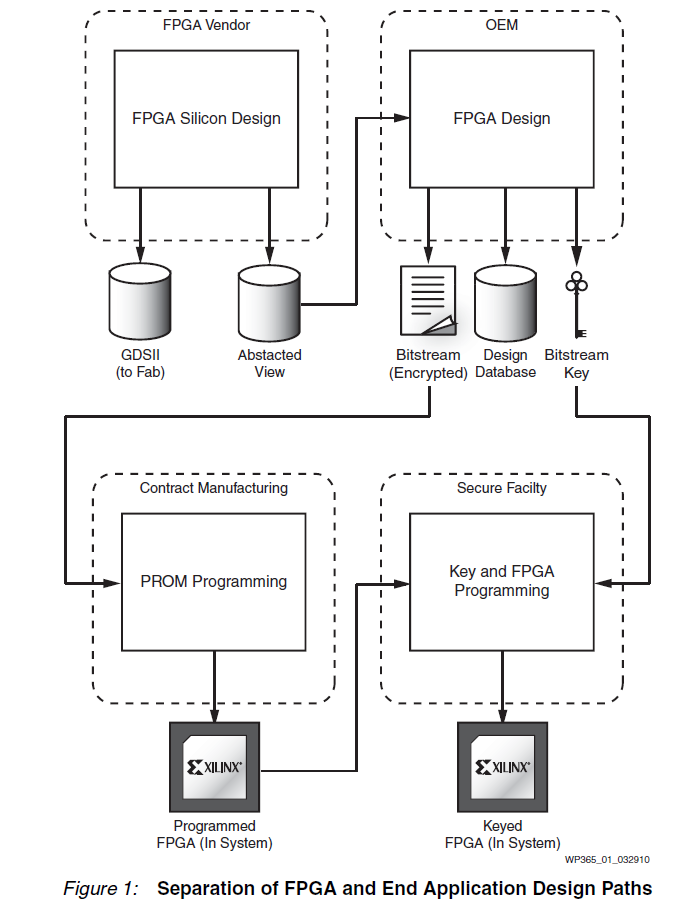 FPGA Vendor
OEM
FPGA Silicon Design
FPGA Design
GDSII
(to Fab)
Abstacted
View
Bitstream
(Encrypted)
Design
Database
Bitstream
Key
Contract Manufacturing
Secure Facilty
PROM Programming
Key and FPGA
Programming
XILINX
XILINX
Programmed
FPGA (In System)
Keyed
FPGA (In System)
WP365_01_032910
Figure 1: Separation of FPGA and End Application Design Paths